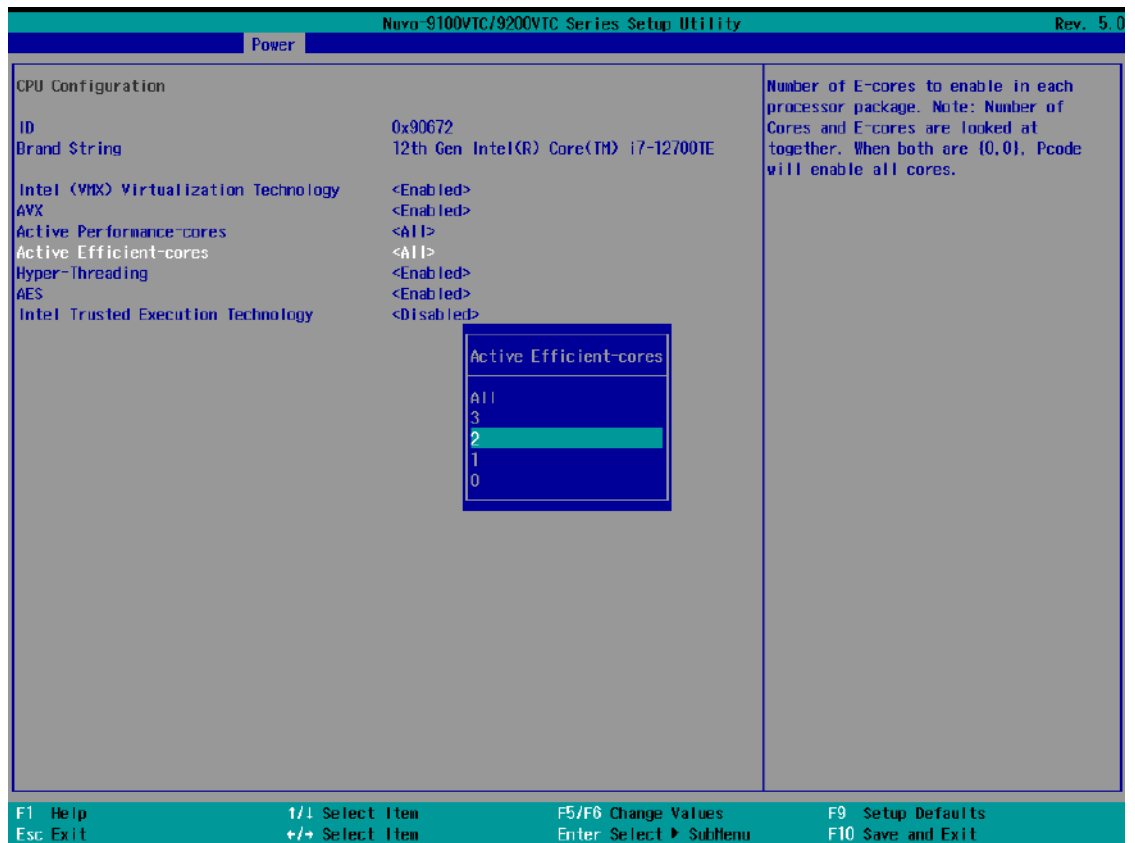 Nuvo-9100VTC/9200VTC Series Setup Utility Rev. 5.0
Power
CPU Configuration
ID 0x90672
Brand String 12th Gen Intel(R) Core(TM) i7-12700TE
Intel (VMX) Virtualization Technology <Enabled>
AVX <Enabled>
Active Performance-cores <All>
Active Efficient-cores <All>
Hyper-Threading <Enabled>
AES <Enabled>
Intel Trusted Execution Technology <Disabled>
Active Efficient-cores
All
3
2
1
0
Number of E-cores to enable in each
processor package. Note: Number of
Cores and E-cores are looked at
together. When both are {0,0}, Pcode
will enable all cores.
F1 Help ↑/↓ Select Item F5/F6 Change Values F9 Setup Defaults
Esc Exit ←/→ Select Item Enter Select ▶ SubMenu F10 Save and Exit